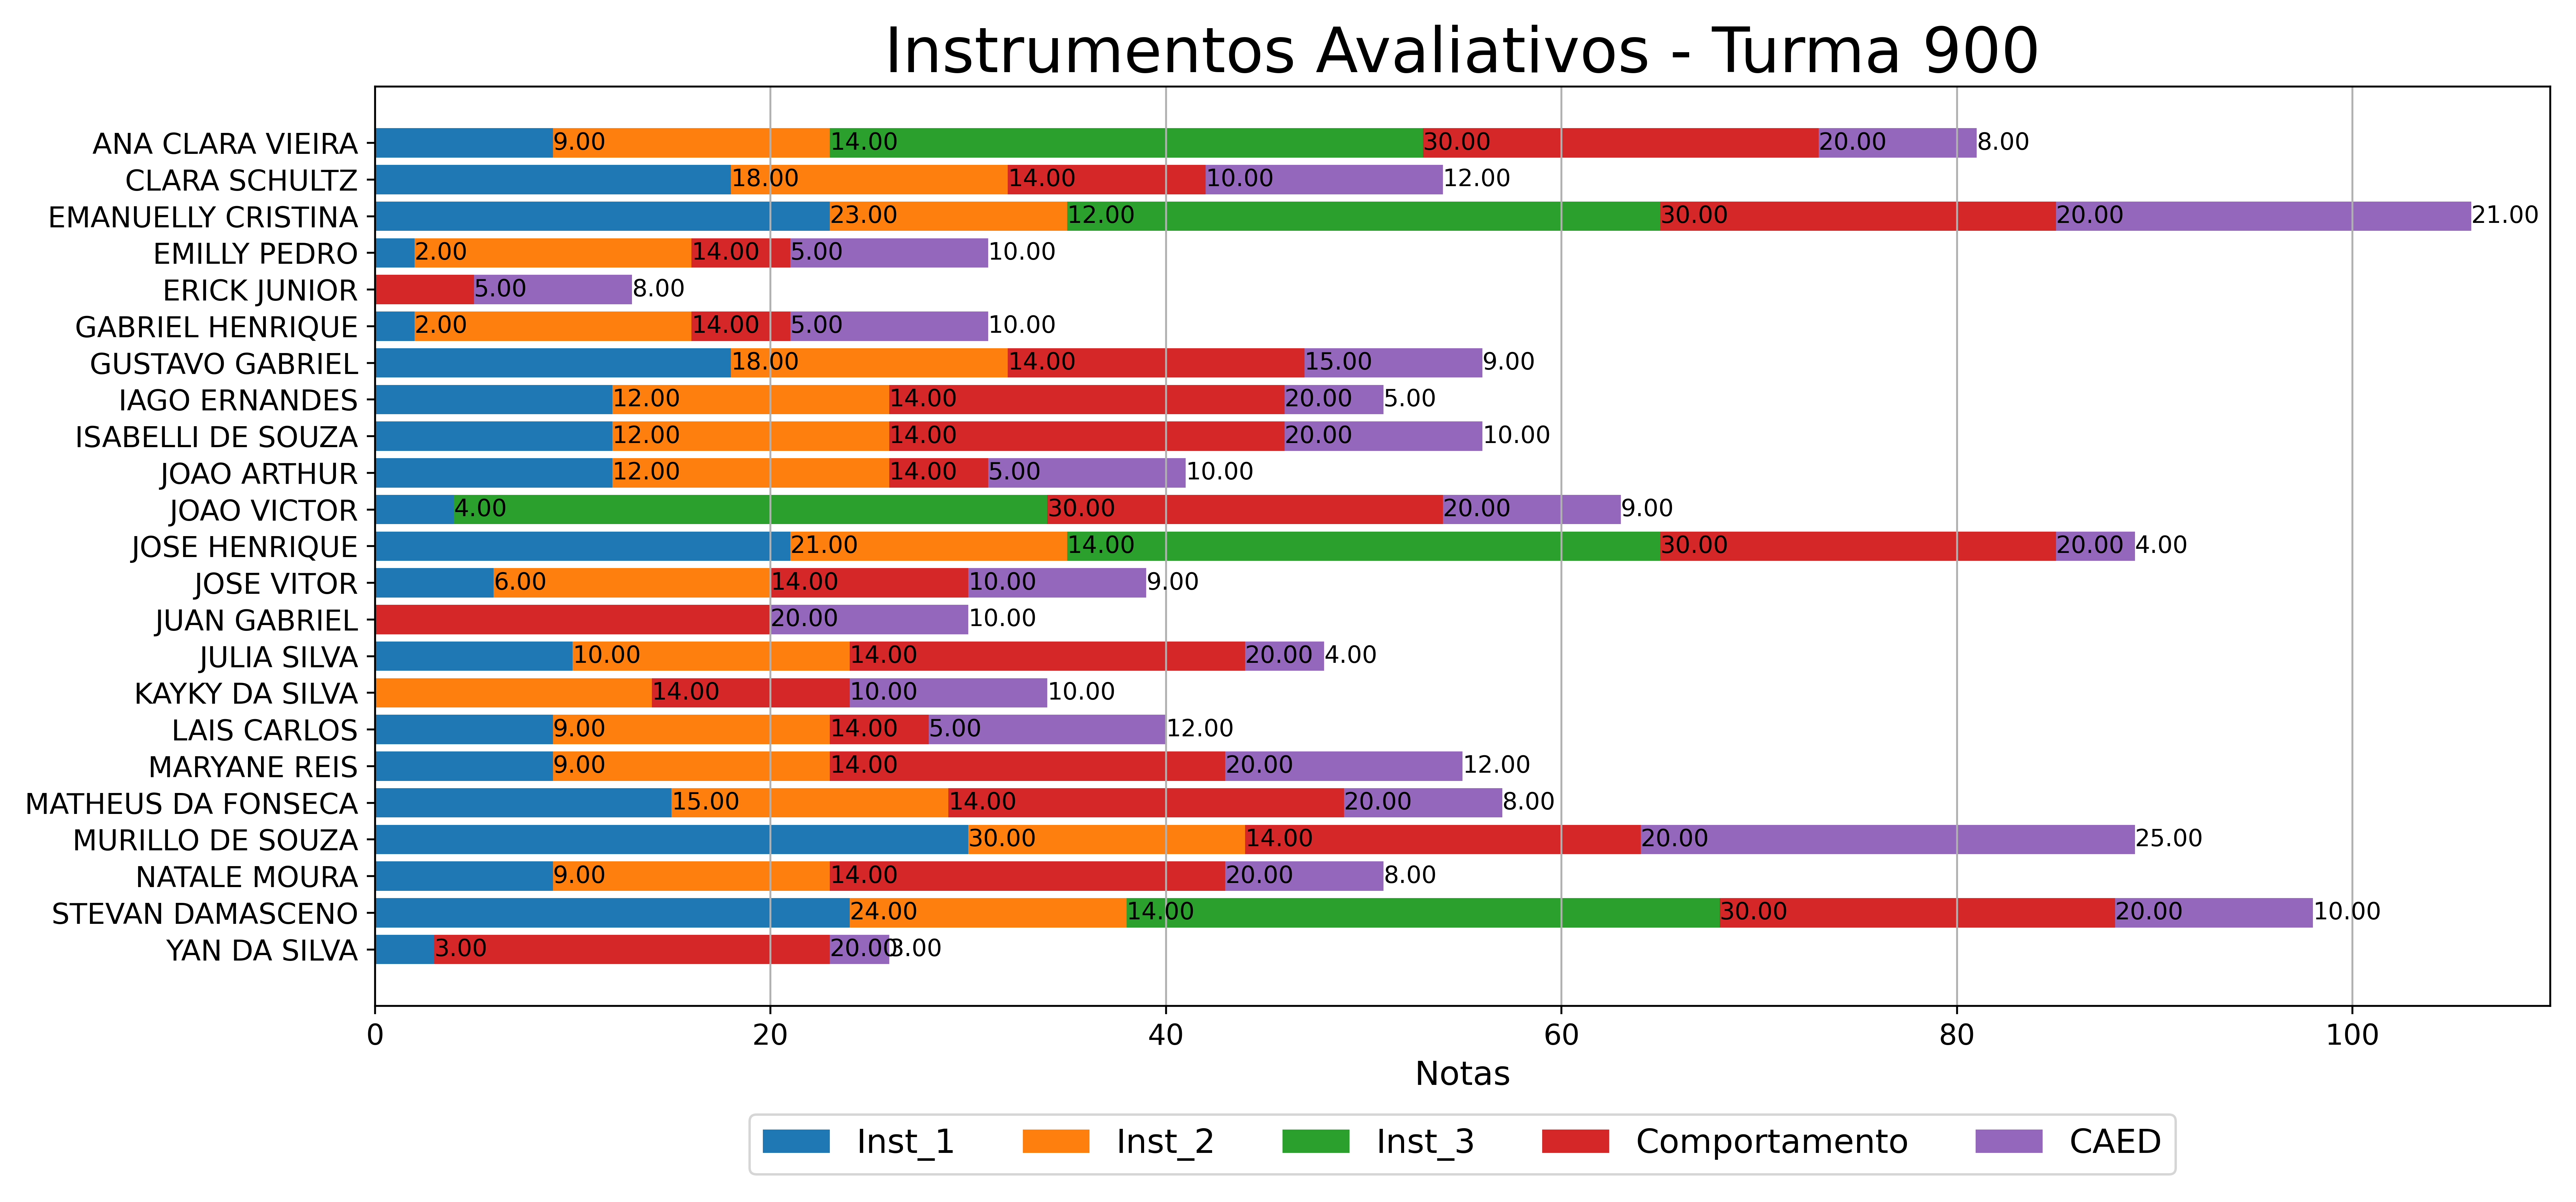 Instrumentos Avaliativos - Turma 900
ANA CLARA VIEIRA 9.00 14.00 30.00 20.00 8.00
CLARA SCHULTZ 18.00 14.00 10.00 12.00
EMANUELLY CRISTINA 23.00 12.00 30.00 20.00 21.00
EMILLY PEDRO 2.00 14.00 5.00 10.00
ERICK JUNIOR 5.00 8.00
GABRIEL HENRIQUE 2.00 14.00 5.00 10.00
GUSTAVO GABRIEL 18.00 14.00 15.00 9.00
IAGO ERNANDES 12.00 14.00 20.00 5.00
ISABELLI DE SOUZA 12.00 14.00 20.00 10.00
JOAO ARTHUR 12.00 14.00 5.00 10.00
JOAO VICTOR 4.00 30.00 20.00 9.00
JOSE HENRIQUE 21.00 14.00 30.00 20.00 4.00
JOSE VITOR 6.00 14.00 10.00 9.00
JUAN GABRIEL 20.00 10.00
JULIA SILVA 10.00 14.00 20.00 4.00
KAYKY DA SILVA 14.00 10.00 10.00
LAIS CARLOS 9.00 14.00 5.00 12.00
MARYANE REIS 9.00 14.00 20.00 12.00
MATHEUS DA FONSECA 15.00 14.00 20.00 8.00
MURILLO DE SOUZA 30.00 14.00 20.00 25.00
NATALE MOURA 9.00 14.00 20.00 8.00
STEVAN DAMASCENO 24.00 14.00 30.00 20.00 10.00
YAN DA SILVA 3.00 20.00 3.00
0 20 40 60 80 100
Notas
Inst_1 Inst_2 Inst_3 Comportamento CAED